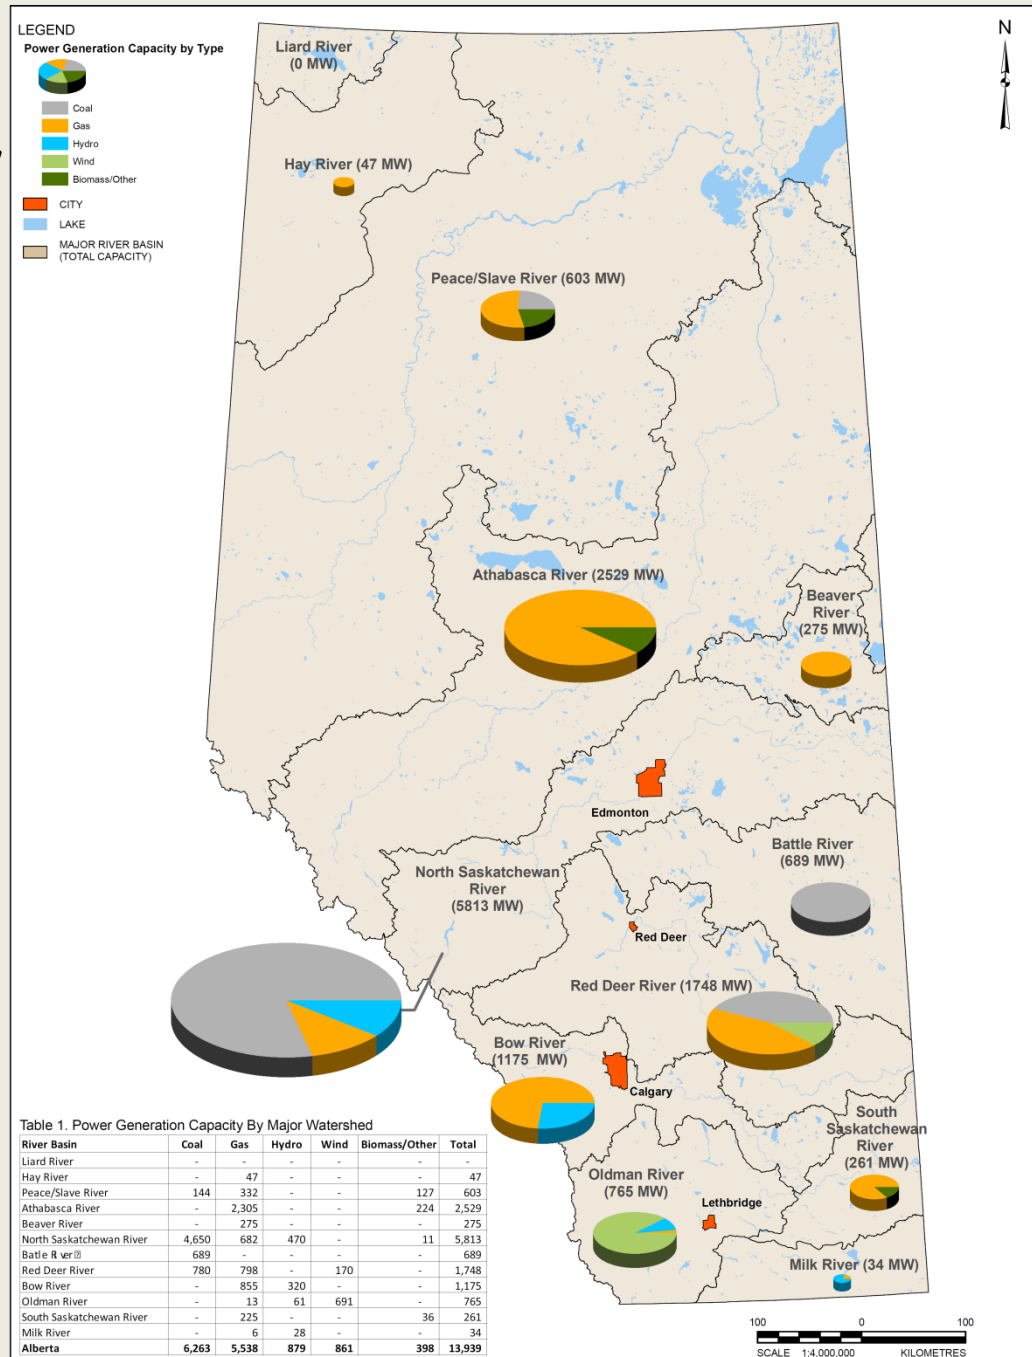 LEGEND
Power Generation Capacity by Type
Coal
Gas
Hydro
Wind
Biomass/Other
CITY
LAKE
MAJOR RIVER BASIN
(TOTAL CAPACITY)
N
Liard River
(0 MW)
Hay River (47 MW)
Peace/Slave River (603 MW)
Athabasca River (2529 MW)
Beaver
River
(275 MW)
Edmonton
Battle River
(689 MW)
North Saskatchewan
River
(5813 MW)
Red Deer
Red Deer River (1748 MW)
Bow River
(1175 MW)
Calgary
South
Saskatchewan
River
(261 MW)
Oldman River
(765 MW)
Lethbridge
Milk River (34 MW)
Table 1. Power Generation Capacity By Major Watershed
River Basin Coal Gas Hydro Wind Biomass/Other Total
Liard River - - - - - -
Hay River - 47 - - - 47
Peace/Slave River 144 332 - - 127 603
Athabasca River - 2,305 - - 224 2,529
Beaver River - 275 - - - 275
North Saskatchewan River 4,650 682 470 - 11 5,813
Batle River 689 - - - - 689
Red Deer River 780 798 - 170 - 1,748
Bow River - 855 320 - - 1,175
Oldman River - 13 61 691 - 765
South Saskatchewan River - 225 - - 36 261
Milk River - 6 28 - - 34
Alberta 6,263 5,538 879 861 398 13,939
100 0 100
SCALE 1:4,000,000 KILOMETRES